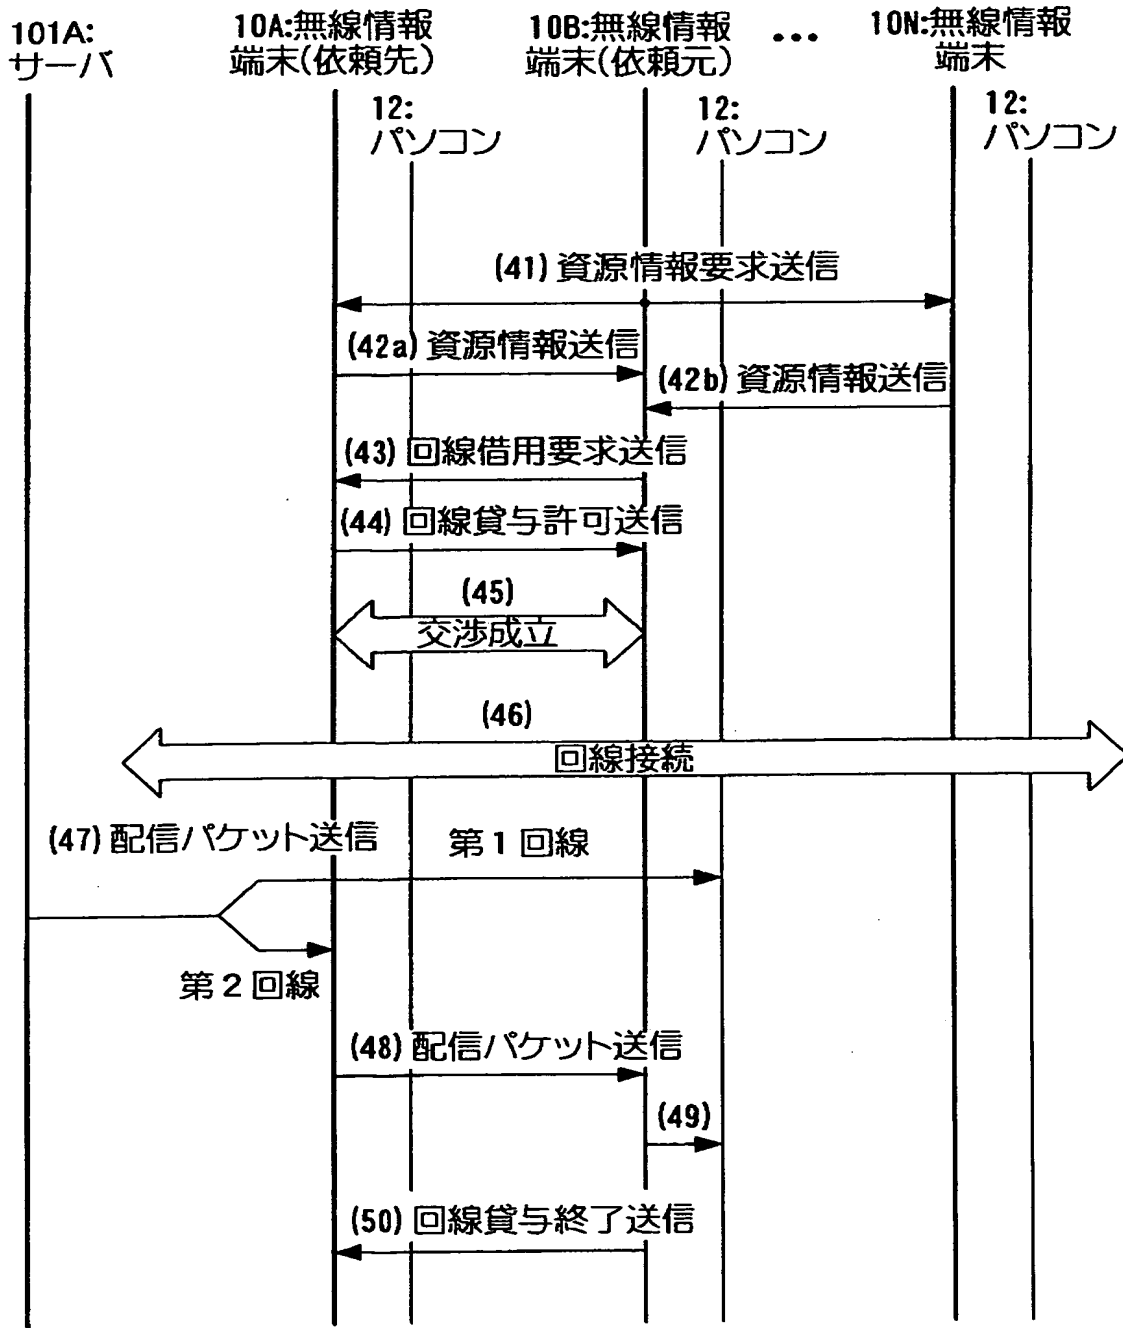 101A:
サーバ
10A:無線情報
端末(依頼先)
10B:無線情報
端末(依頼元)
•••
10N:無線情報
端末
12:
パソコン
12:
パソコン
12:
パソコン
(41) 資源情報要求送信
(42a) 資源情報送信
(42b) 資源情報送信
(43) 回線借用要求送信
(44) 回線貸与許可送信
(45)
交渉成立
(46)
回線接続
(47) 配信パケット送信
第1回線
第2回線
(48) 配信パケット送信
(49)
(50) 回線貸与終了送信